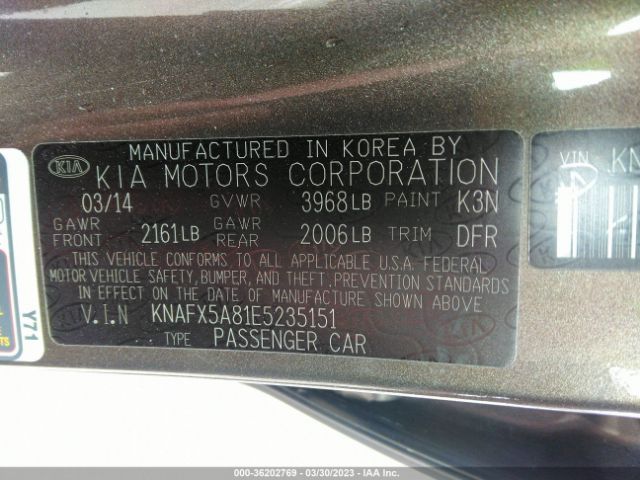 MANUFACTURED IN KOREA BY
KIA KIA MOTORS CORPORATION
03/14 GVWR 3968LB PAINT K3N
GAWR FRONT 2161LB GAWR REAR 2006LB TRIM DFR
THIS VEHICLE CONFORMS TO ALL APPLICABLE U.S.A. FEDERAL
MOTOR VEHICLE SAFETY, BUMPER, AND THEFT PREVENTION STANDARDS
IN EFFECT ON THE DATE OF MANUFACTURE SHOWN ABOVE.
V.I.N KNAFX5A81E5235151
TYPE PASSENGER CAR
VIN KN
Y71
000-36202769 - 03/30/2023 - IAAI.COM